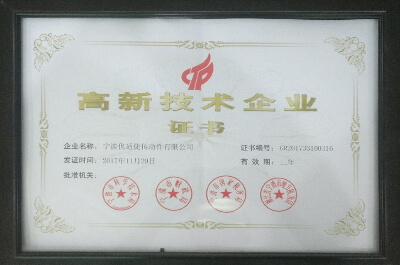 高新技术企业
证书
企业名称：宁波优适捷传动件有限公司 证书编号：GR201733100316
发证时间：2017年11月29日 有 效 期：三年
批准机关：